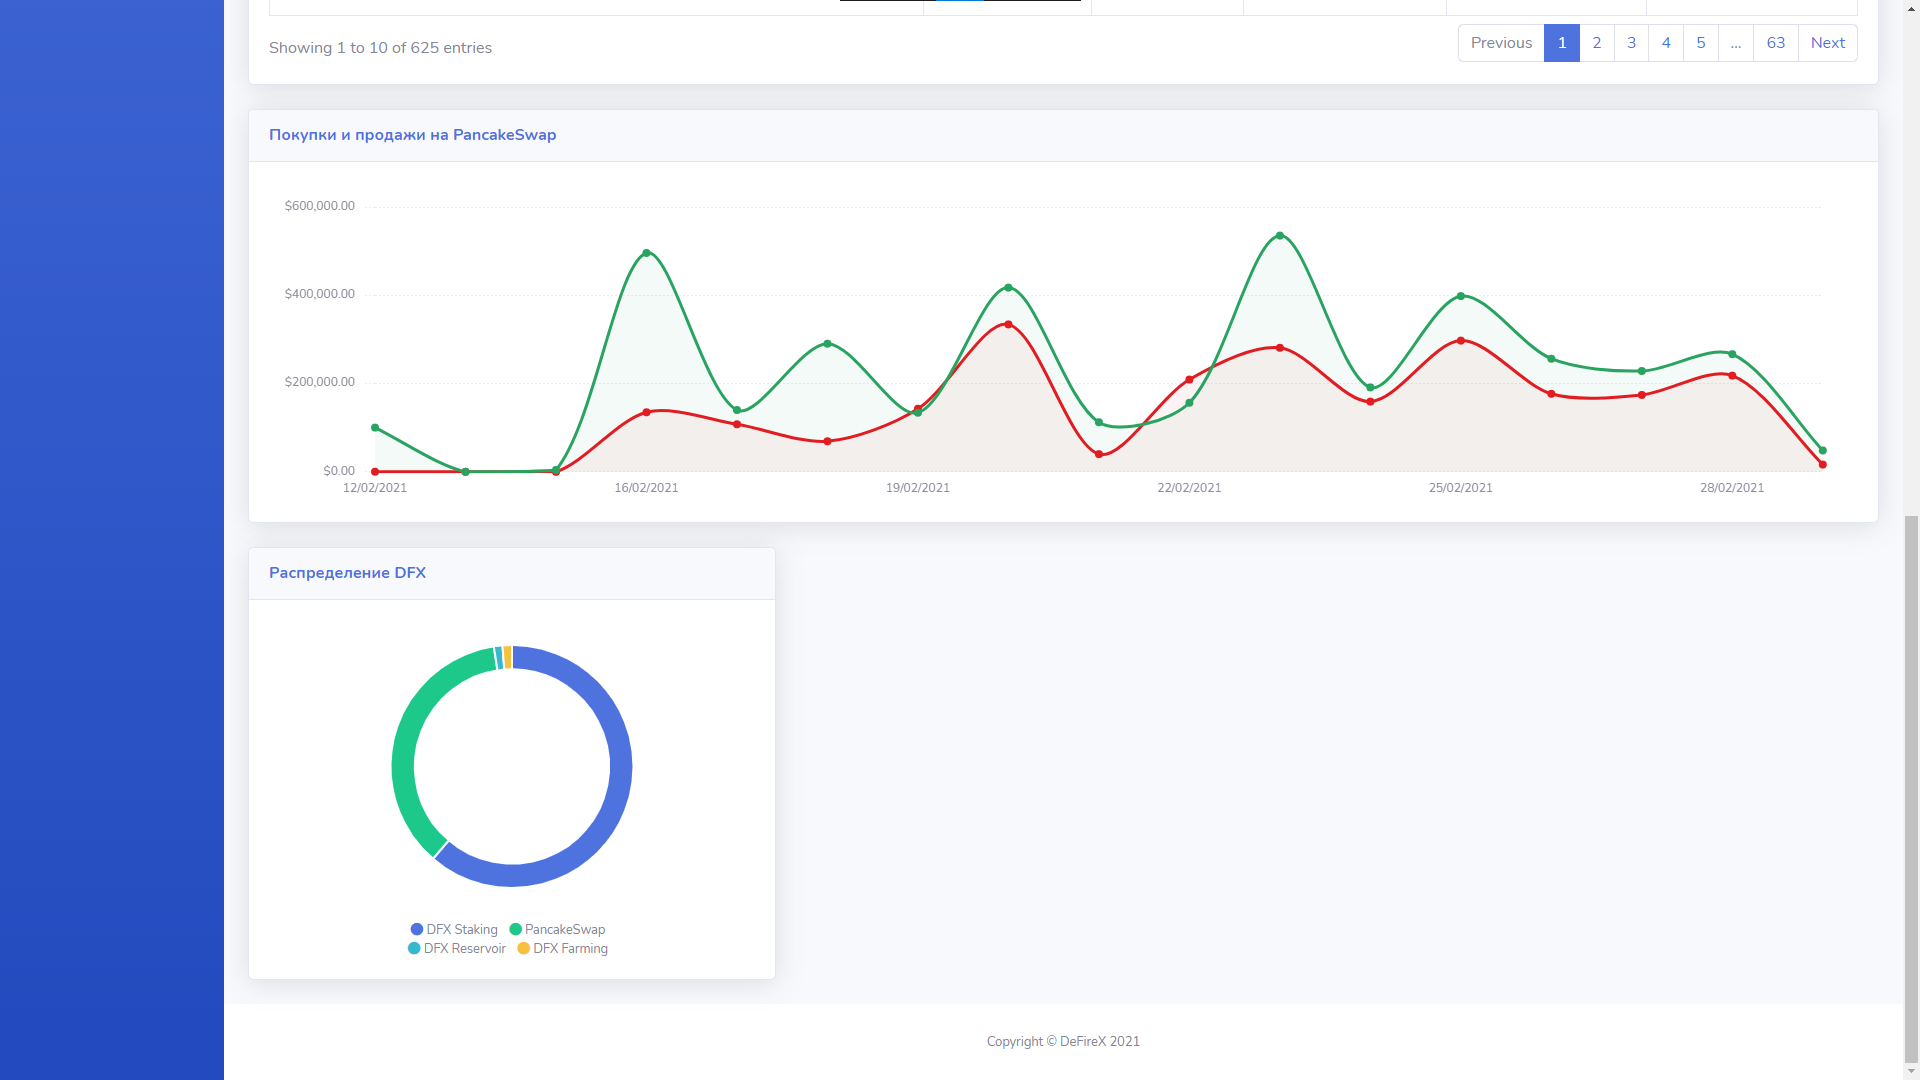 Showing 1 to 10 of 625 entries
Previous 1 2 3 4 5 … 63 Next
Покупки и продажи на PancakeSwap
$600,000.00
$400,000.00
$200,000.00
$0.00
12/02/2021 16/02/2021 19/02/2021 22/02/2021 25/02/2021 28/02/2021
Распределение DFX
DFX Staking PancakeSwap
DFX Reservoir DFX Farming
Copyright © DeFireX 2021